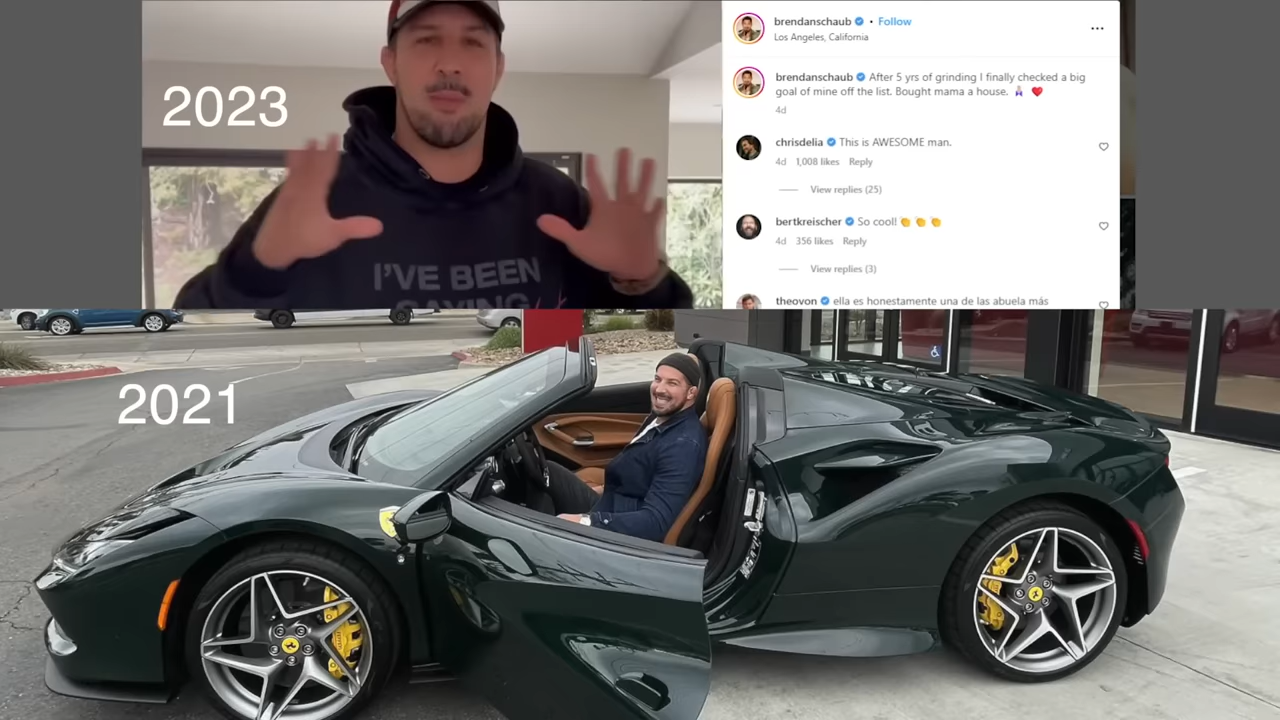 2023
I'VE BEEN
SAYING
brendanschaub • Follow
Los Angeles, California
brendanschaub After 5 yrs of grinding I finally checked a big
goal of mine off the list. Bought mama a house.
4d
chrisdelia This is AWESOME man.
4d 1,008 likes Reply
View replies (25)
bertkreischer So cool!👏👏👏
4d 356 likes Reply
View replies (3)
theovon ella es honestamente una de las abuela más
2021